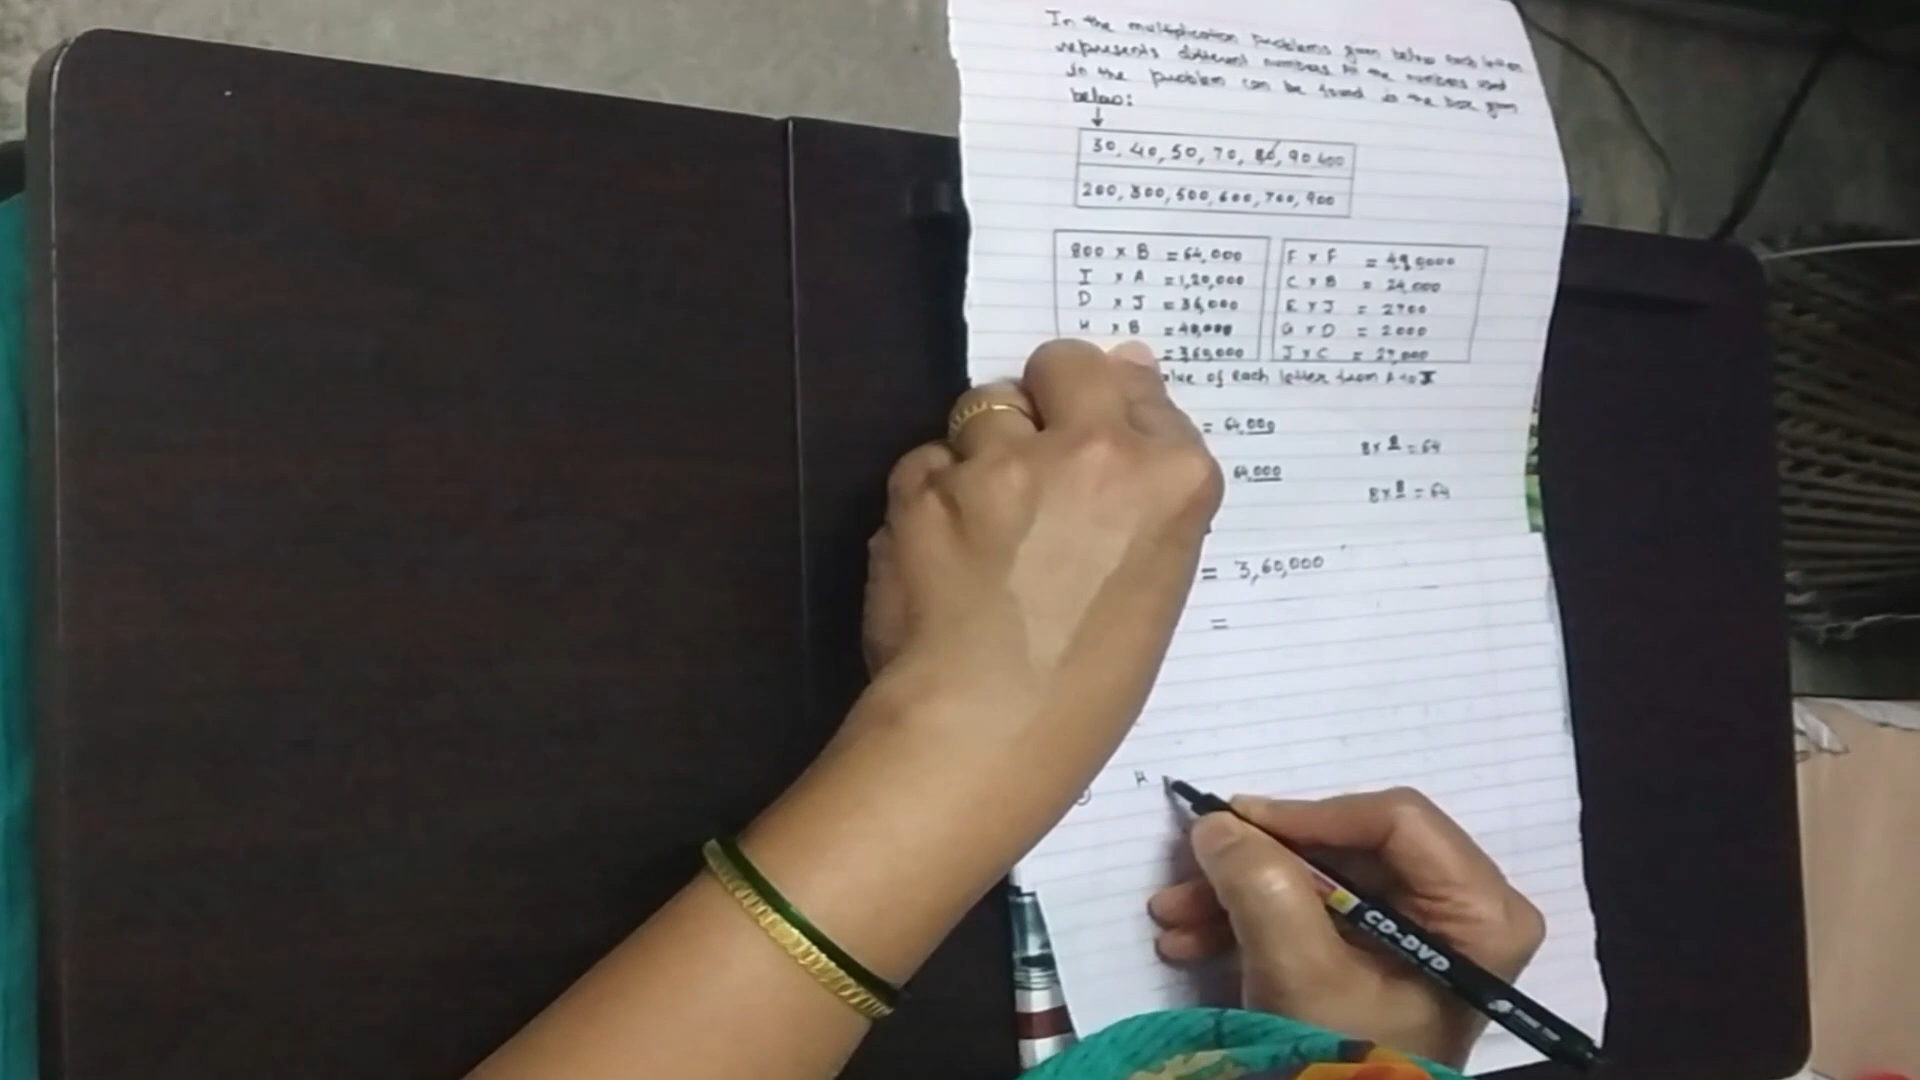 In the multiplication problems given below each letter
represents different numbers. All the numbers used
in the problem can be found in the box given
below:
↓
30, 40, 50, 70, 80, 90, 400
200, 300, 500, 600, 700, 900
800 × B = 64,000
I × A = 1,20,000
D × J = 36,000
H × B = 40,000
= 3,60,000
F × F = 49,0000
C × B = 24,000
E × J = 2700
G × D = 2000
J × C = 27,000
value of each letter from A to J
= 64,000
8 × 8 = 64
64,000
8 × 8 = 64
= 3,60,000
=
H
CD-DVD